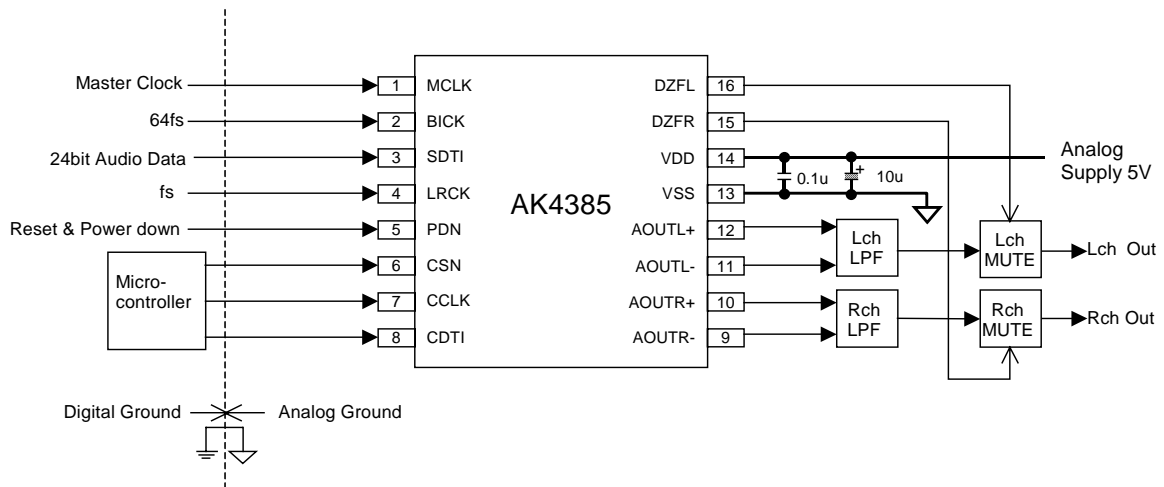 Master Clock
64fs
24bit Audio Data
fs
Reset & Power down
Micro-
controller
1
2
3
4
5
6
7
8
MCLK
BICK
SDTI
LRCK
PDN
CSN
CCLK
CDTI
AK4385
DZFL
DZFR
VDD
VSS
AOUTL+
AOUTL-
AOUTR+
AOUTR-
16
15
14
13
12
11
10
9
0.1u
+
10u
Analog
Supply 5V
Lch
LPF
Rch
LPF
Lch
MUTE
Rch
MUTE
Lch Out
Rch Out
Digital Ground
Analog Ground